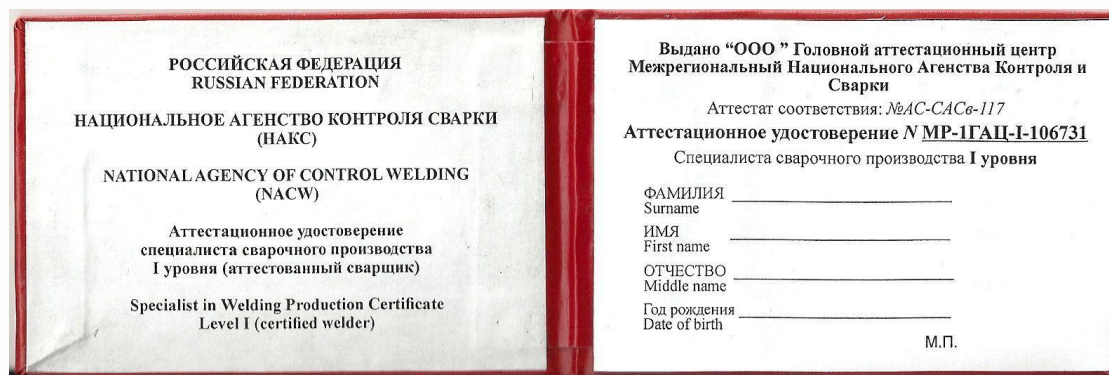 РОССИЙСКАЯ ФЕДЕРАЦИЯ
RUSSIAN FEDERATION
НАЦИОНАЛЬНОЕ АГЕНСТВО КОНТРОЛЯ СВАРКИ
(НАКС)
NATIONAL AGENCY OF CONTROL WELDING
(NACW)
Аттестационное удостоверение
специалиста сварочного производства
I уровня (аттестованный сварщик)
Specialist in Welding Production Certificate
Level I (certified welder)
Выдано “ООО ” Головной аттестационный центр
Межрегиональный Национального Агенства Контроля и
Сварки
Аттестат соответствия: №АС-САСв-117
Аттестационное удостоверение N МР-1ГАЦ-I-106731
Специалиста сварочного производства I уровня
ФАМИЛИЯ
Surname
ИМЯ
First name
ОТЧЕСТВО
Middle name
Год рождения
Date of birth
М.П.